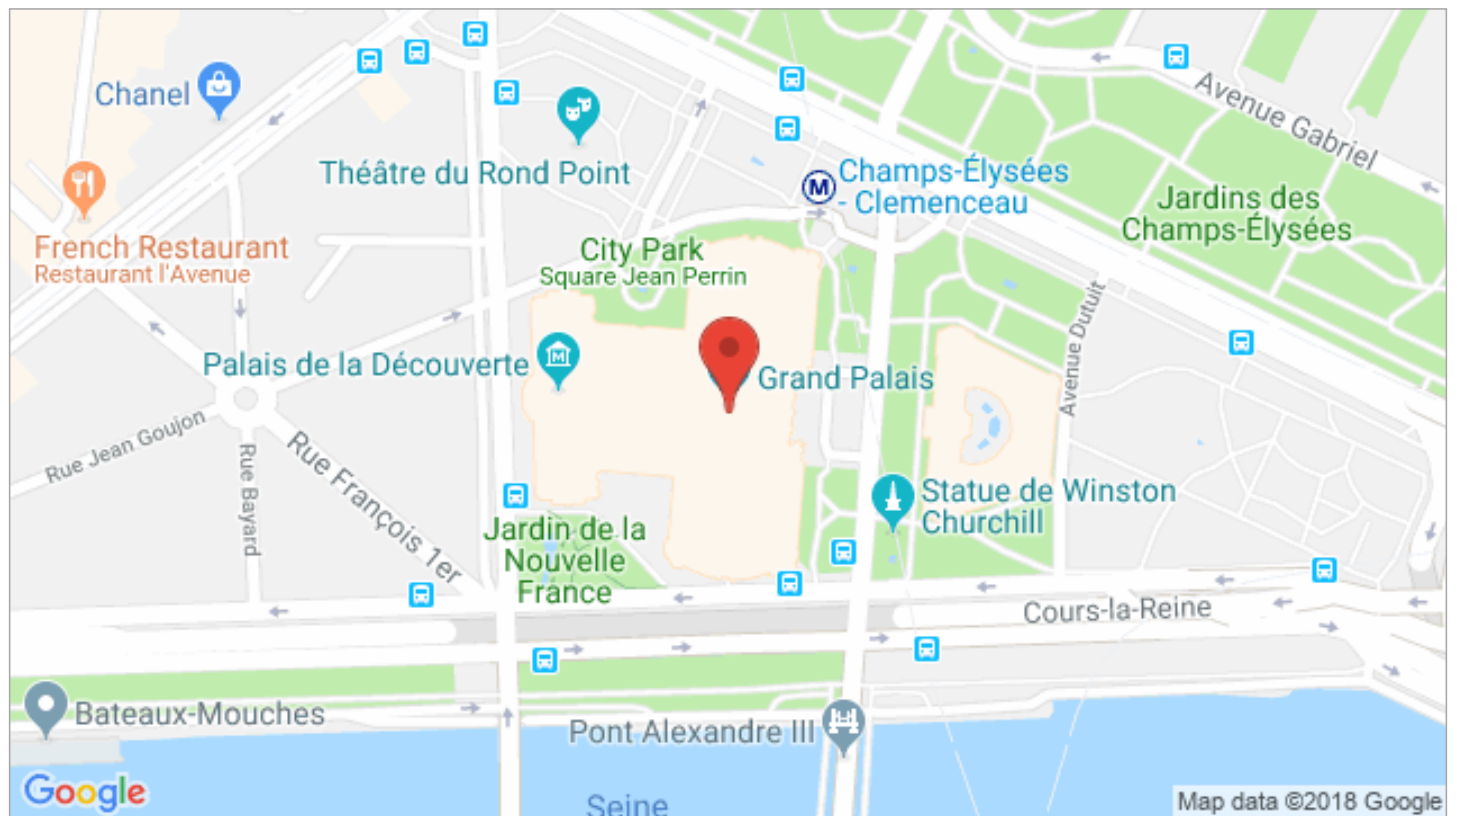 Chanel
Avenue Gabriel
Théâtre du Rond Point
Champs-Élysées
- Clemenceau
M
Jardins des
Champs-Élysées
French Restaurant
Restaurant l'Avenue
City Park
Square Jean Perrin
Avenue Dutuit
Palais de la Découverte
M
Grand Palais
Rue Jean Goujon
Rue Bayard
Rue François 1er
Statue de Winston
Churchill
Jardin de la
Nouvelle
France
Cours-la-Reine
Bateaux-Mouches
Pont Alexandre III
Google
Seine
Map data ©2018 Google